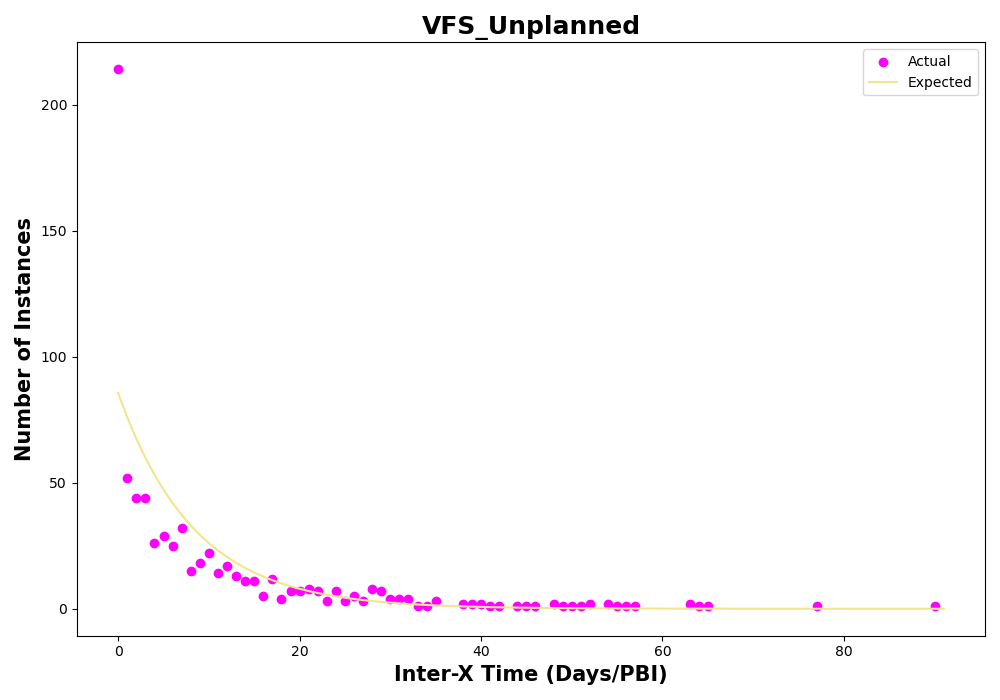 VFS_Unplanned
Actual
Expected
200
150
100
50
0
Number of Instances
0 20 40 60 80
Inter-X Time (Days/PBI)